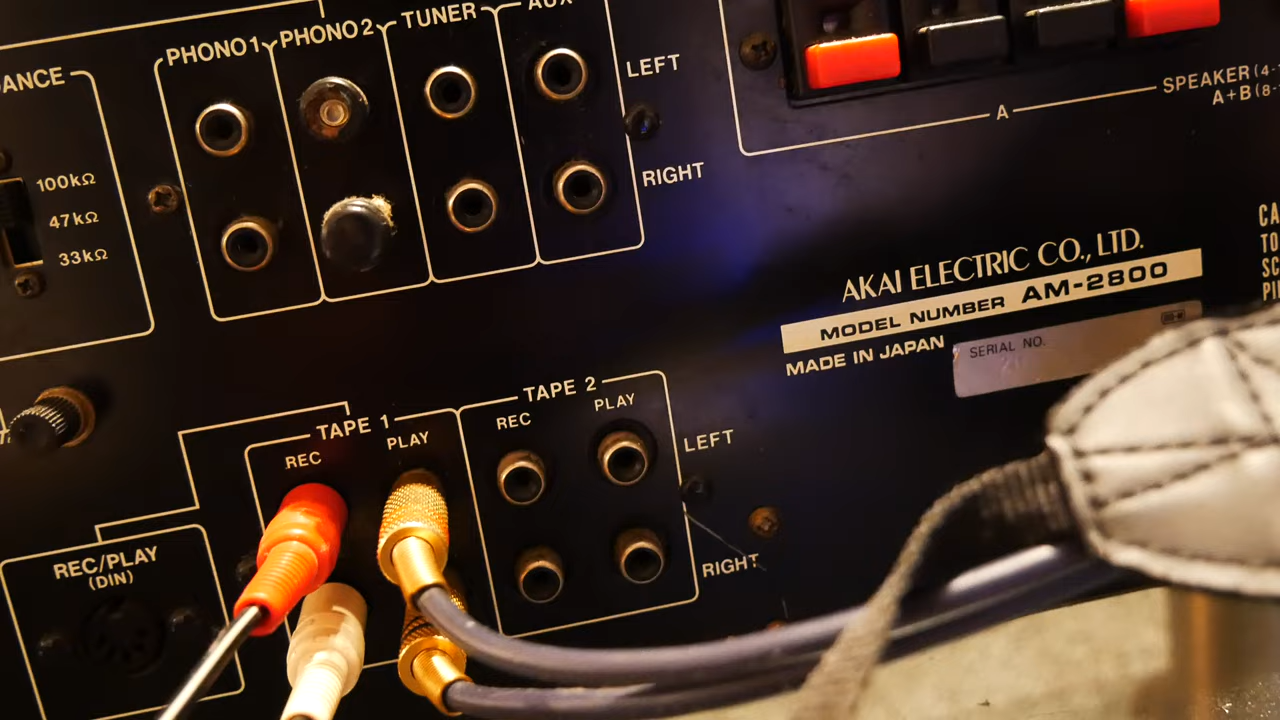 PHONO 1
PHONO 2
TUNER
AUX
LEFT
RIGHT
100kΩ
47kΩ
33kΩ
A
SPEAKER
A+B
AKAI ELECTRIC CO., LTD.
MODEL NUMBER AM-2800
MADE IN JAPAN
SERIAL NO.
TAPE 1
REC
PLAY
TAPE 2
REC
PLAY
LEFT
RIGHT
REC/PLAY
(DIN)